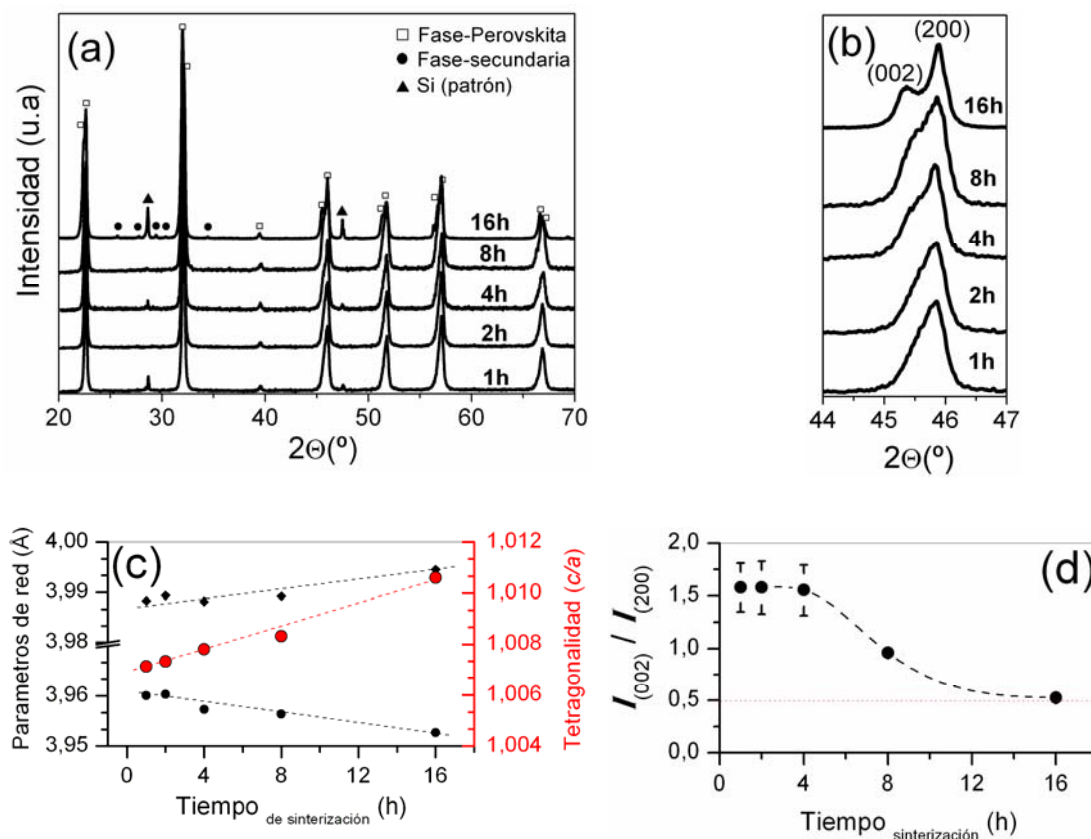 (a)
□ Fase-Perovskita
● Fase-secundaria
▲ Si (patrón)
Intensidad (u.a)
16h
8h
4h
2h
1h
20 30 40 50 60 70
2Θ(º)
(b)
(200)
(002)
16h
8h
4h
2h
1h
44 45 46 47
2Θ(º)
(c)
Parametros de red (Å)
4,00
3,99
3,98
3,96
3,95
Tetragonalidad (c/a)
1,012
1,010
1,008
1,006
1,004
0 4 8 12 16
Tiempo de sinterización (h)
(d)
I(002) / I(200)
2,0
1,5
1,0
0,5
0,0
0 4 8 12 16
Tiempo sinterización (h)